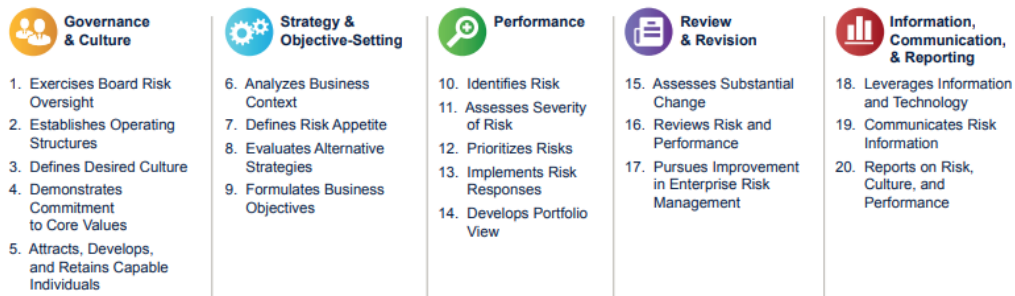 Governance
& Culture
1. Exercises Board Risk
Oversight
2. Establishes Operating
Structures
3. Defines Desired Culture
4. Demonstrates
Commitment
to Core Values
5. Attracts, Develops,
and Retains Capable
Individuals
Strategy &
Objective-Setting
6. Analyzes Business
Context
7. Defines Risk Appetite
8. Evaluates Alternative
Strategies
9. Formulates Business
Objectives
Performance
10. Identifies Risk
11. Assesses Severity
of Risk
12. Prioritizes Risks
13. Implements Risk
Responses
14. Develops Portfolio
View
Review
& Revision
15. Assesses Substantial
Change
16. Reviews Risk and
Performance
17. Pursues Improvement
in Enterprise Risk
Management
Information,
Communication,
& Reporting
18. Leverages Information
and Technology
19. Communicates Risk
Information
20. Reports on Risk,
Culture, and
Performance